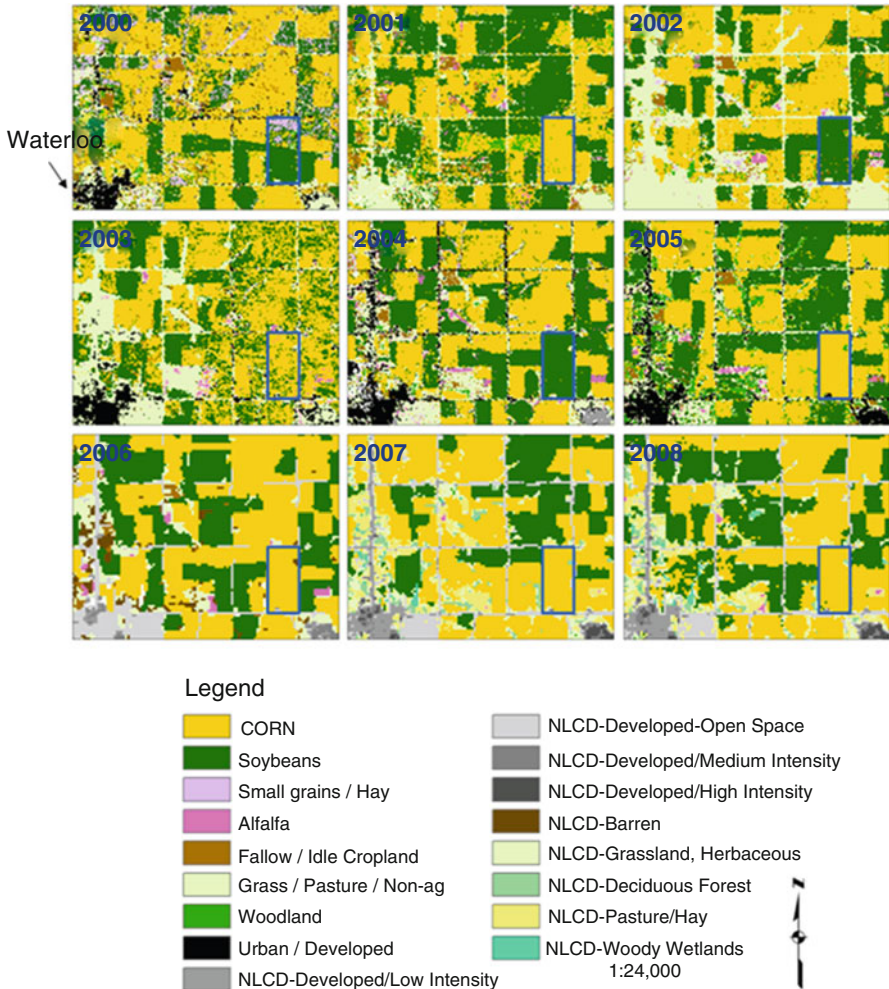 2000 2001 2002
Waterloo
2003 2004 2005
2006 2007 2008
Legend
CORN
Soybeans
Small grains / Hay
Alfalfa
Fallow / Idle Cropland
Grass / Pasture / Non-ag
Woodland
Urban / Developed
NLCD-Developed/Low Intensity
NLCD-Developed-Open Space
NLCD-Developed/Medium Intensity
NLCD-Developed/High Intensity
NLCD-Barren
NLCD-Grassland, Herbaceous
NLCD-Deciduous Forest
NLCD-Pasture/Hay
NLCD-Woody Wetlands
1:24,000
N